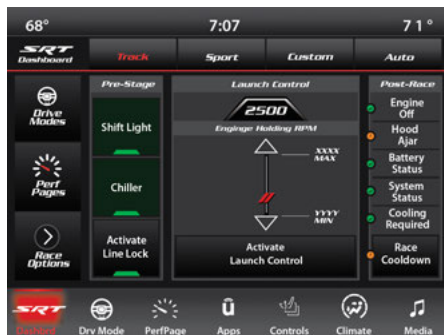 68°
7:07
71°
SRT
Dashboard
Track
Sport
Custom
Auto
Drive
Modes
Perf
Pages
Race
Options
Pre-Stage
Shift Light
Chiller
Activate
Line Lock
Launch Control
2500
Enginge Holding RPM
XXXX
MAX
YYYY
MIN
Activate
Launch Control
Post-Race
Engine
Off
Hood
Ajar
Battery
Status
System
Status
Cooling
Required
Race
Cooldown
SRT
Dashbord
Drv Mode
PerfPage
Apps
Controls
Climate
Media